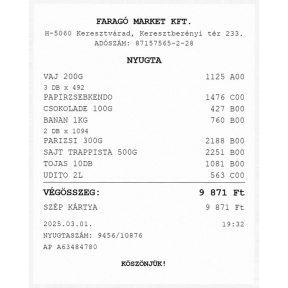 FARAGÓ MARKET KFT.
H-5060 Keresztvárad, Keresztberényi tér 233.
ADÓSZÁM: 87157565-2-28
NYUGTA
VAJ 200G 1125 A00
3 DB x 492
PAPIRZSEBKENDO 1476 C00
CSOKOLADE 100G 427 B00
BANAN 1KG 760 B00
2 DB x 1094
PARIZSI 300G 2188 B00
SAJT TRAPPISTA 500G 2251 B00
TOJAS 10DB 1081 B00
UDITO 2L 563 C00
VÉGÖSSZEG: 9 871 Ft
SZÉP KÁRTYA 9 871 Ft
2025.03.01. 19:32
NYUGTASZÁM: 9456/10876
AP A63484780
KÖSZÖNJÜK!